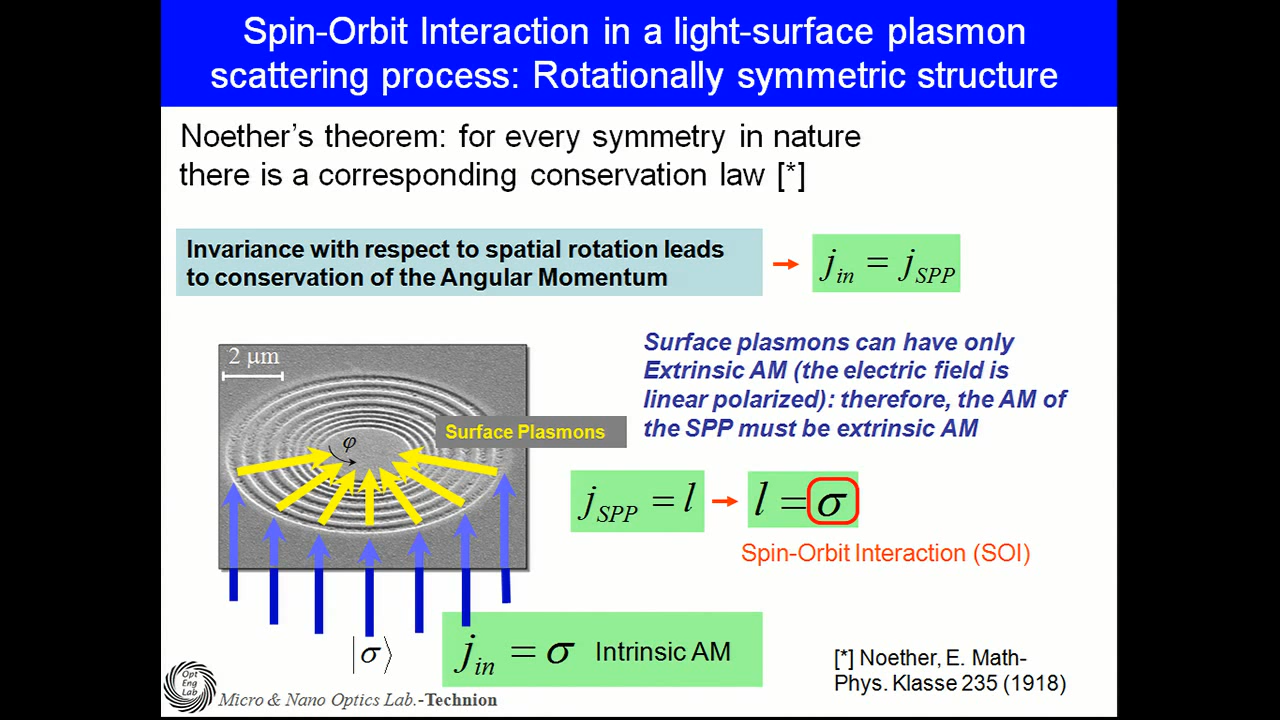 Spin-Orbit Interaction in a light-surface plasmon
scattering process: Rotationally symmetric structure
Noether's theorem: for every symmetry in nature
there is a corresponding conservation law [*]
Invariance with respect to spatial rotation leads
to conservation of the Angular Momentum
j_in = j_SPP
2 μm
Surface Plasmons
φ
Surface plasmons can have only
Extrinsic AM (the electric field is
linear polarized): therefore, the AM of
the SPP must be extrinsic AM
j_SPP = l
l = σ
Spin-Orbit Interaction (SOI)
|σ⟩
j_in = σ Intrinsic AM
[*] Noether, E. Math-
Phys. Klasse 235 (1918)
Opt
Eng
Lab
Micro & Nano Optics Lab.-Technion